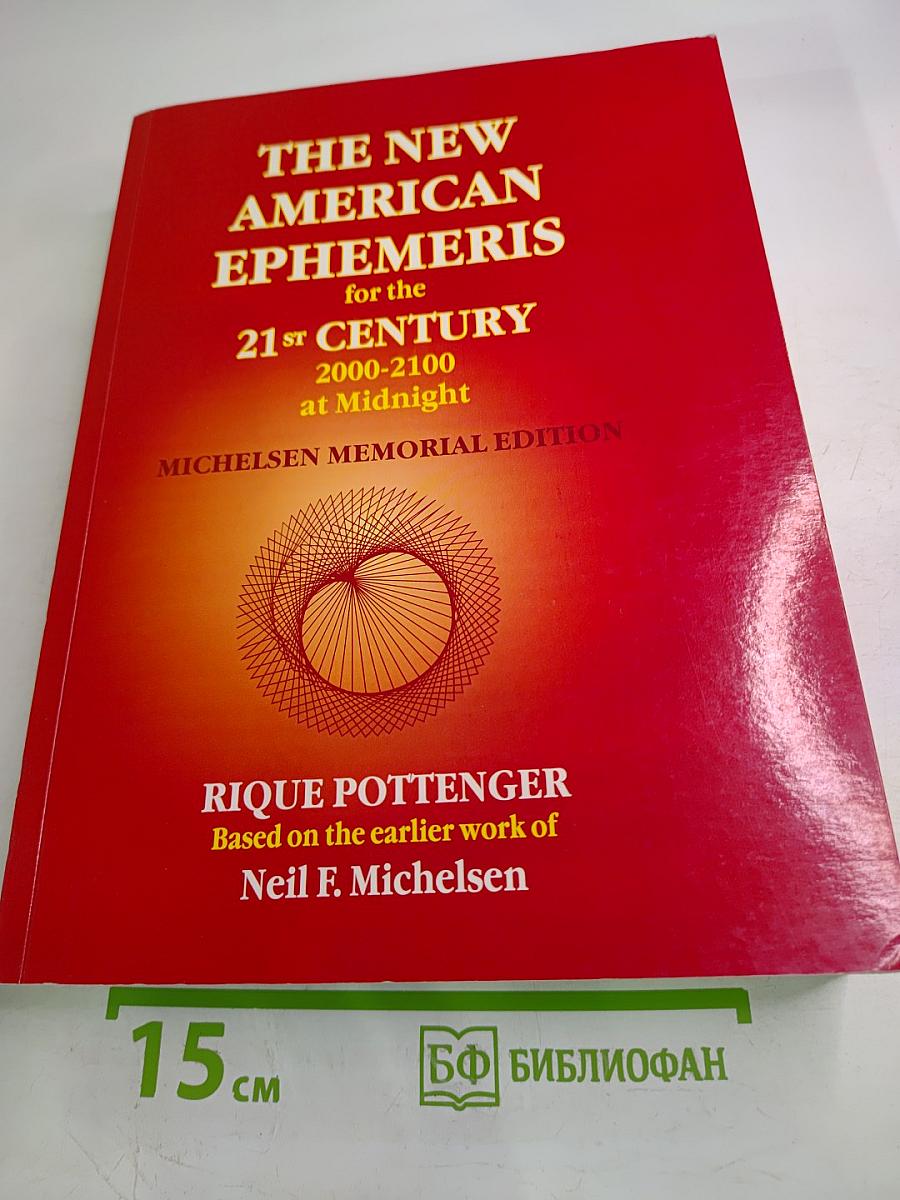 THE NEW
AMERICAN
EPHEMERIS
for the
21ST CENTURY
2000-2100
at Midnight
MICHELSEN MEMORIAL EDITION
RIQUE POTTENGER
Based on the earlier work of
Neil F. Michelsen
15 см
БФ БИБЛИОФАН